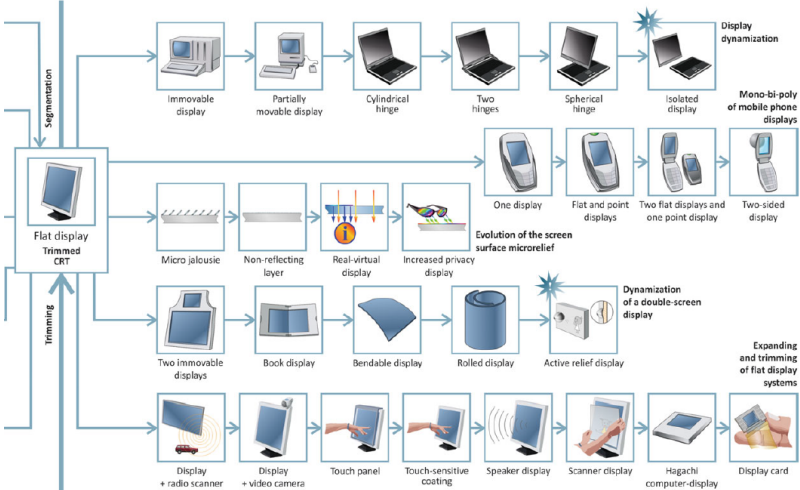 Segmentation
Immovable
display
Partially
movable display
Cylindrical
hinge
Two
hinges
Spherical
hinge
Isolated
display
Display
dynamization
Mono-bi-poly
of mobile phone
displays
One display
Flat and point
displays
Two flat displays and
one point display
Two-sided
display
Flat display
Trimmed
CRT
Micro jalousie
Non-reflecting
layer
i
Real-virtual
display
Increased privacy
display
Evolution of the screen
surface microrelief
Trimming
Two immovable
displays
Book display
Bendable display
Rolled display
Active relief display
Dynamization
of a double-screen
display
Expanding
and trimming
of flat display
systems
Display
+ radio scanner
Display
+ video camera
Touch panel
Touch-sensitive
coating
Speaker display
Scanner display
Hagachi
computer-display
Display card